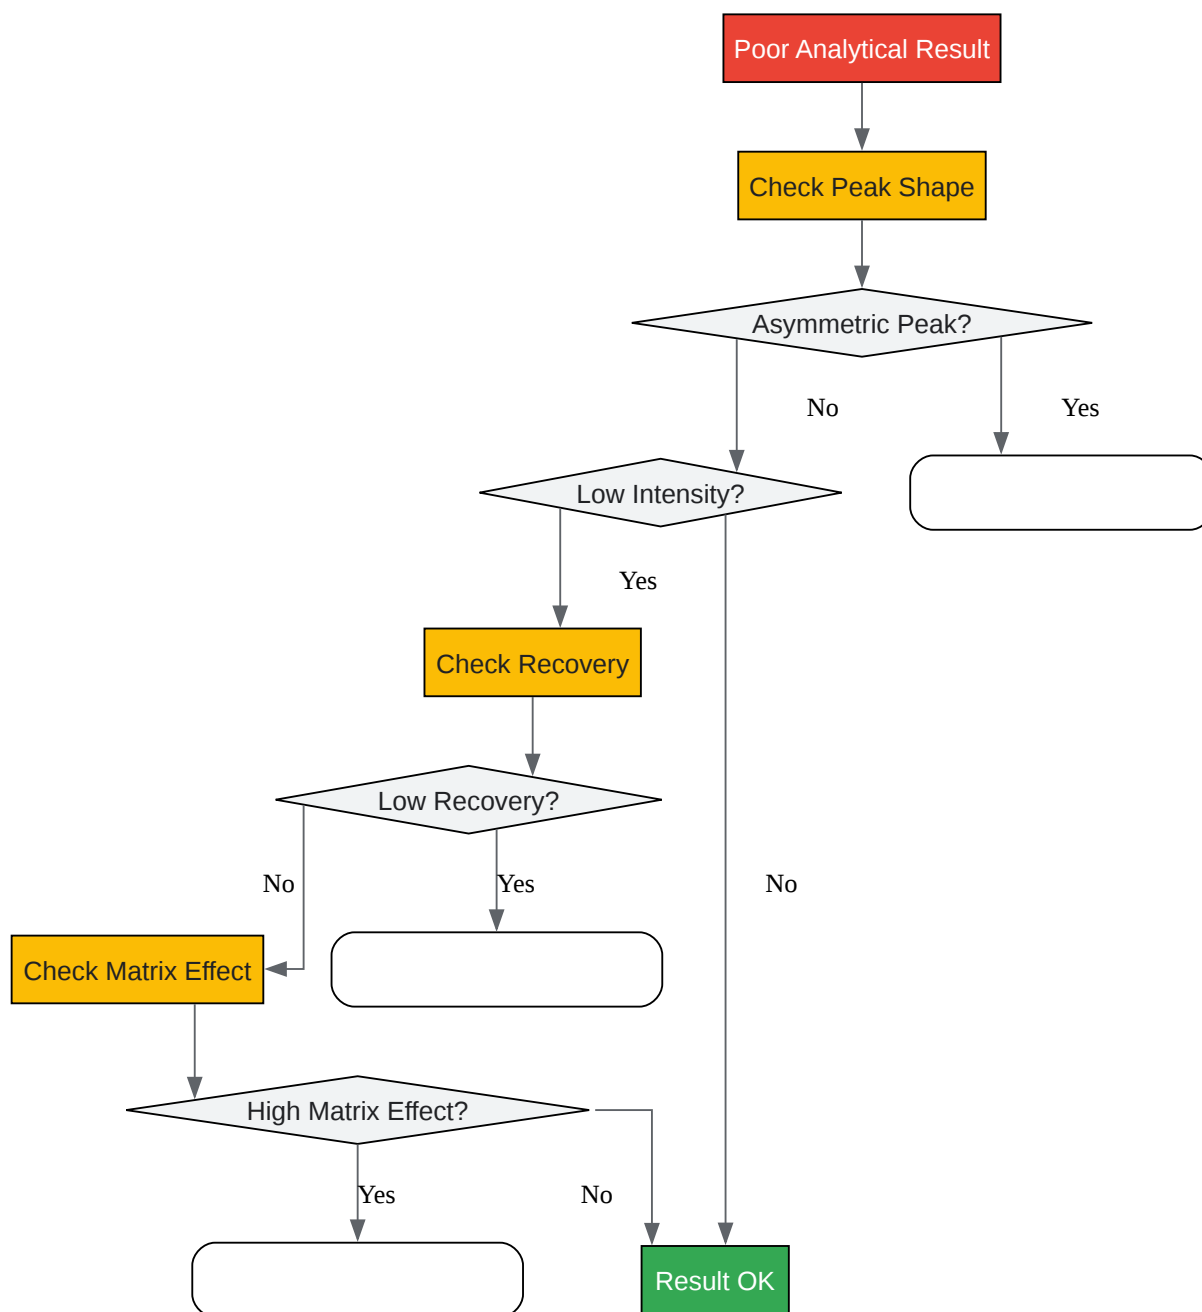 Poor Analytical Result
Check Peak Shape
Asymmetric Peak?
No
Yes
Low Intensity?
Yes
Check Recovery
Low Recovery?
No
Yes
No
Check Matrix Effect
High Matrix Effect?
Yes
No
Result OK